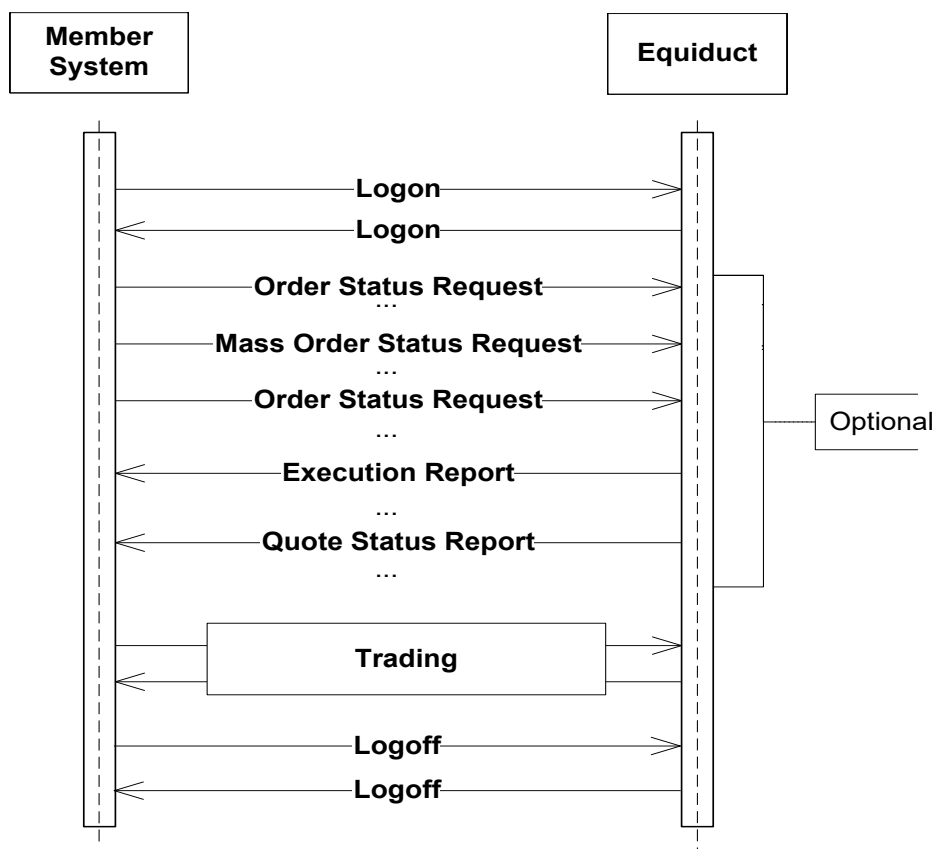 Member
System
Equiduct
Logon
Logon
Order Status Request
...
Mass Order Status Request
...
Order Status Request
...
Optional
Execution Report
...
Quote Status Report
...
Trading
Logoff
Logoff